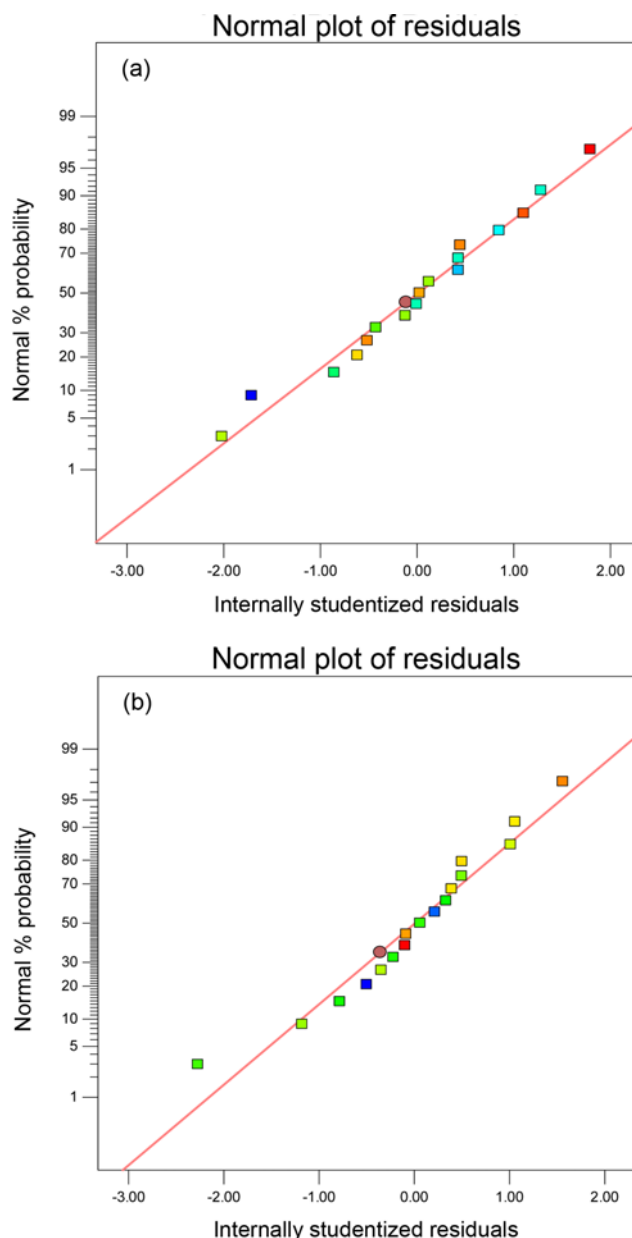 Normal plot of residuals
(a)
99
95
90
80
70
50
30
20
10
5
1
Normal % probability
-3.00 -2.00 -1.00 0.00 1.00 2.00
Internally studentized residuals
Normal plot of residuals
(b)
99
95
90
80
70
50
30
20
10
5
1
Normal % probability
-3.00 -2.00 -1.00 0.00 1.00 2.00
Internally studentized residuals